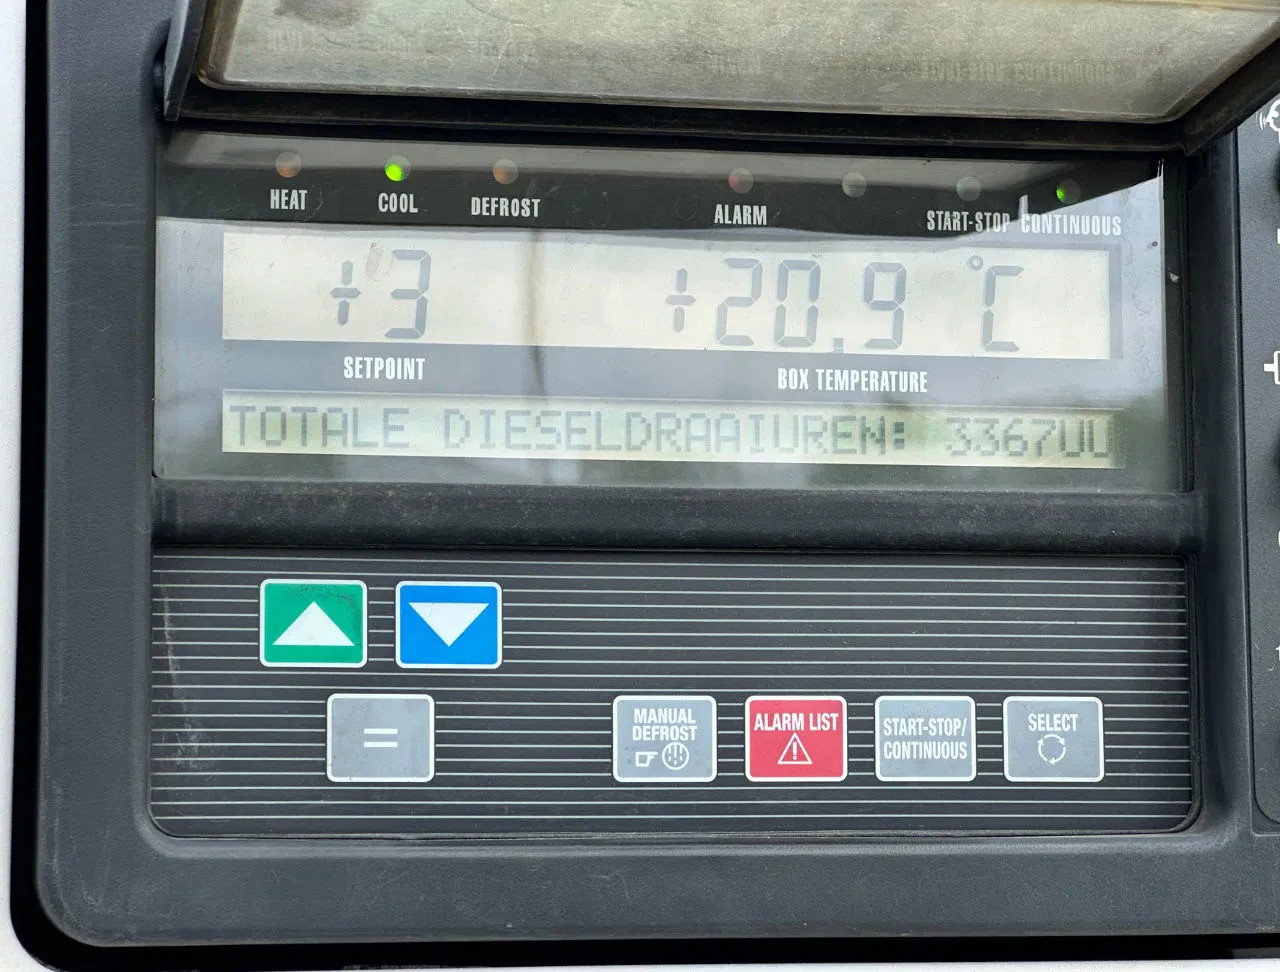 HEAT COOL DEFROST ALARM START-STOP CONTINUOUS
+3 +20.9 °C
SETPOINT BOX TEMPERATURE
TOTALE DIESELDRAAIUREN: 3367UU
MANUAL DEFROST
ALARM LIST
START-STOP/
CONTINUOUS
SELECT
=